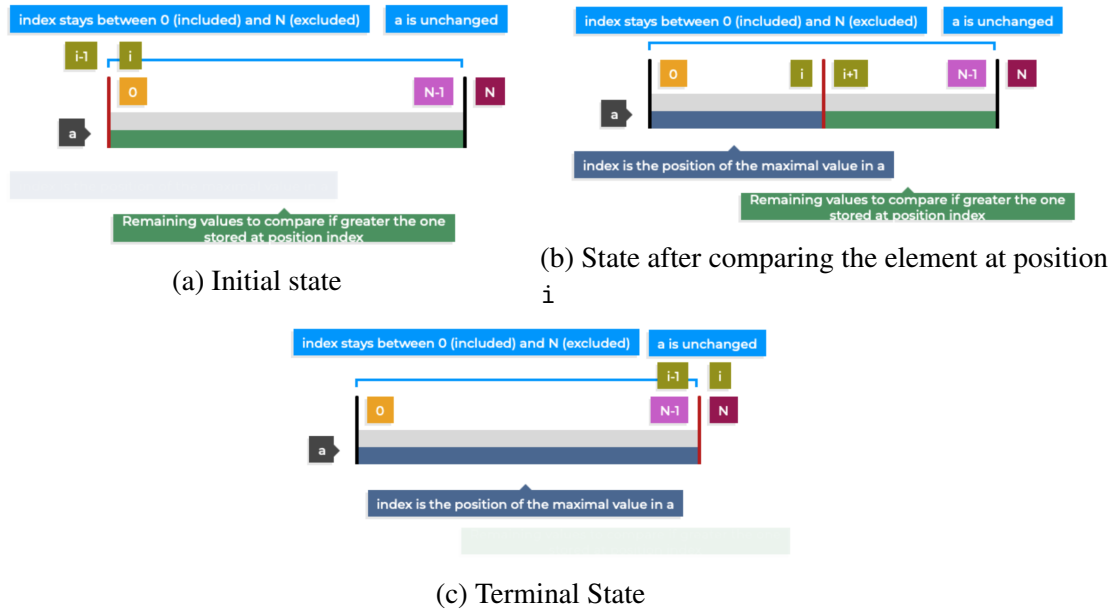 index stays between 0 (included) and N (excluded) a is unchanged
i-1 i
0 N-1 N
a
Remaining values to compare if greater the one
stored at position index
(a) Initial state
index stays between 0 (included) and N (excluded) a is unchanged
0 i i+1 N-1 N
a
index is the position of the maximal value in a
Remaining values to compare if greater the one
stored at position index
(b) State after comparing the element at position
i
index stays between 0 (included) and N (excluded) a is unchanged
i-1 i
0 N-1 N
a
index is the position of the maximal value in a
(c) Terminal State